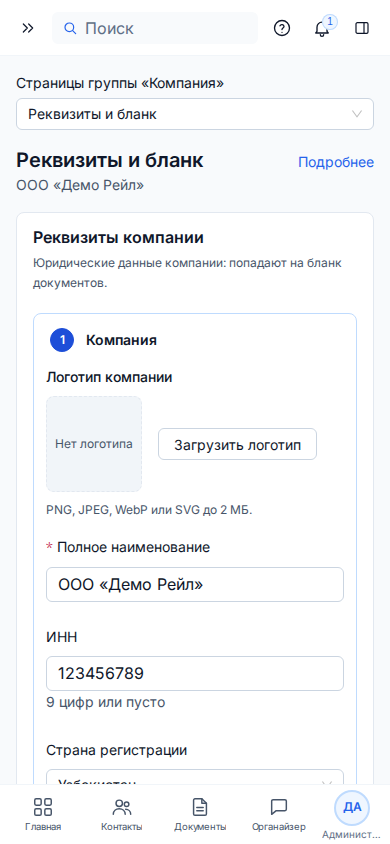 Поиск
1
Страницы группы «Компания»
Реквизиты и бланк
Реквизиты и бланк
Подробнее
ООО «Демо Рейл»
Реквизиты компании
Юридические данные компании: попадают на бланк
документов.
1 Компания
Логотип компании
Нет логотипа
Загрузить логотип
PNG, JPEG, WebP или SVG до 2 МБ.
* Полное наименование
ООО «Демо Рейл»
ИНН
123456789
9 цифр или пусто
Страна регистрации
Узбекистан
ДА
Главная
Контакты
Документы
Органайзер
Админист...